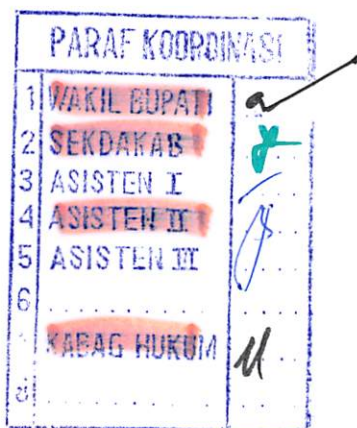 PARAF KOORDINASI
1 WAKIL BUPATI
2 SEKDAKAB
3 ASISTEN I
4 ASISTEN II
5 ASISTEN III
6 ..........
KABAG HUKUM
8 ..........